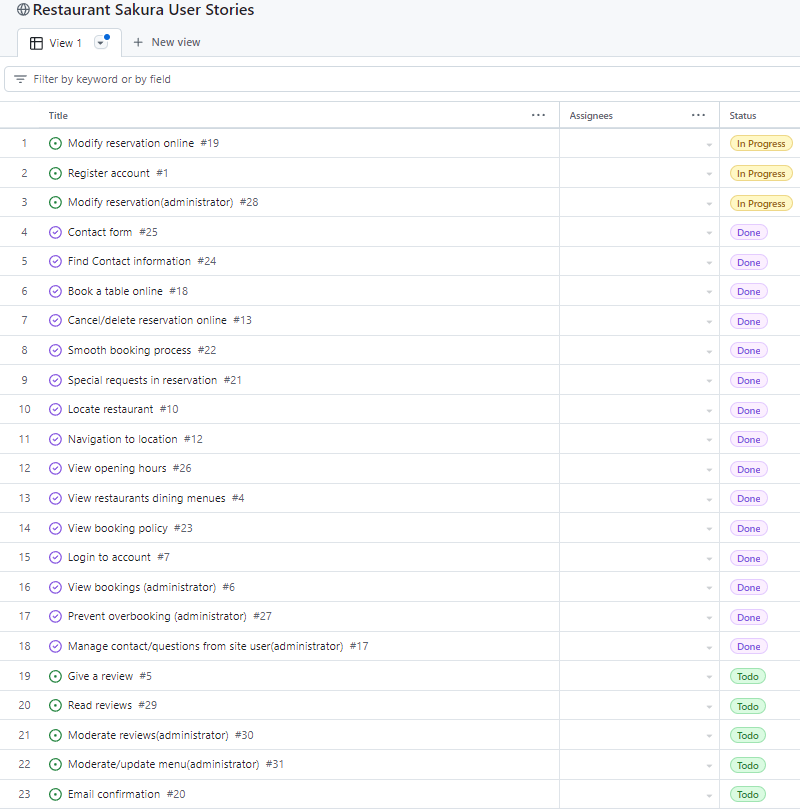 Restaurant Sakura User Stories
View 1 New view
Filter by keyword or by field
Title Assignees Status
1 Modify reservation online #19 In Progress
2 Register account #1 In Progress
3 Modify reservation(administrator) #28 In Progress
4 Contact form #25 Done
5 Find Contact information #24 Done
6 Book a table online #18 Done
7 Cancel/delete reservation online #13 Done
8 Smooth booking process #22 Done
9 Special requests in reservation #21 Done
10 Locate restaurant #10 Done
11 Navigation to location #12 Done
12 View opening hours #26 Done
13 View restaurants dining menues #4 Done
14 View booking policy #23 Done
15 Login to account #7 Done
16 View bookings (administrator) #6 Done
17 Prevent overbooking (administrator) #27 Done
18 Manage contact/questions from site user(administrator) #17 Done
19 Give a review #5 Todo
20 Read reviews #29 Todo
21 Moderate reviews(administrator) #30 Todo
22 Moderate/update menu(administrator) #31 Todo
23 Email confirmation #20 Todo